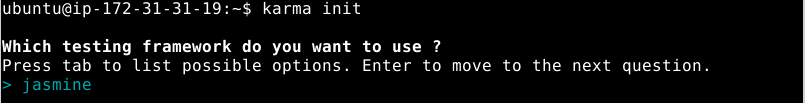 ubuntu@ip-172-31-31-19:~$ karma init
Which testing framework do you want to use ?
Press tab to list possible options. Enter to move to the next question.
> jasmine